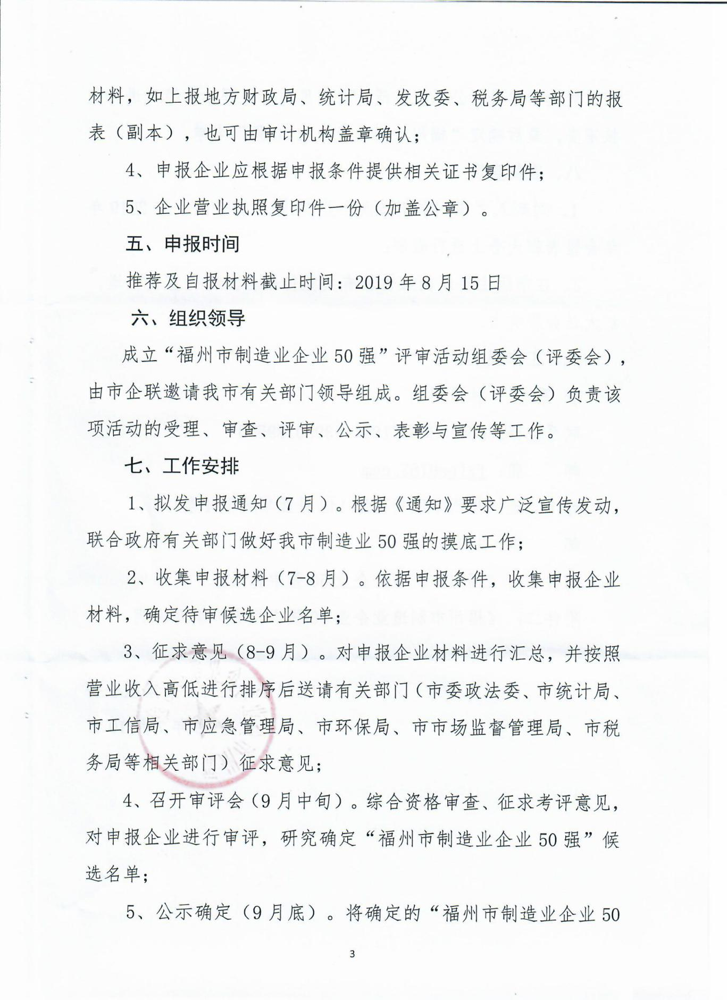 材料，如上报地方财政局、统计局、发改委、税务局等部门的报
表（副本），也可由审计机构盖章确认；
4、申报企业应根据申报条件提供相关证书复印件；
5、企业营业执照复印件一份（加盖公章）。
五、申报时间
推荐及自报材料截止时间：2019 年 8 月 15 日
六、组织领导
成立“福州市制造业企业 50 强”评审活动组委会（评委会），
由市企联邀请我市有关部门领导组成。组委会（评委会）负责该
项活动的受理、审查、评审、公示、表彰与宣传等工作。
七、工作安排
1、拟发申报通知（7 月）。根据《通知》要求广泛宣传发动，
联合政府有关部门做好我市制造业 50 强的摸底工作；
2、收集申报材料（7-8 月）。依据申报条件，收集申报企业
材料，确定待审候选企业名单；
3、征求意见（8-9 月）。对申报企业材料进行汇总，并按照
营业收入高低进行排序后送请有关部门（市委政法委、市统计局、
市工信局、市应急管理局、市环保局、市市场监督管理局、市税
务局等相关部门）征求意见；
4、召开审评会（9 月中旬）。综合资格审查、征求考评意见，
对申报企业进行审评，研究确定“福州市制造业企业 50 强”候
选名单；
5、公示确定（9 月底）。将确定的“福州市制造业企业 50
3